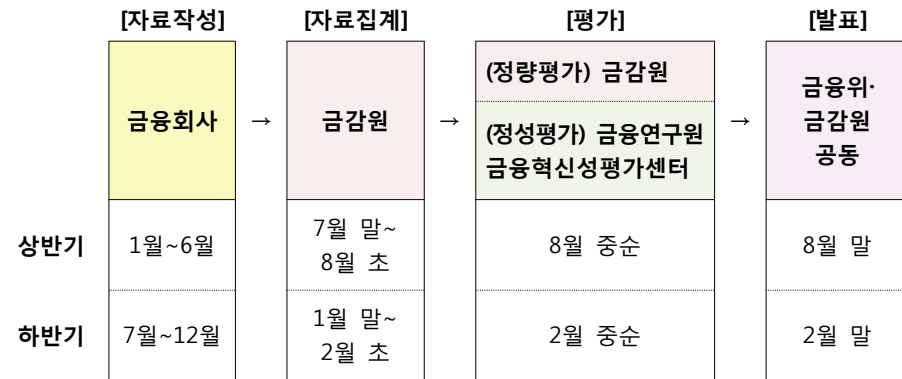 [자료작성] [자료집계] [평가] [발표]
금융회사 → 금감원 → (정량평가) 금감원
(정성평가) 금융연구원
금융혁신성평가센터 → 금융위·
금감원
공동
상반기 1월~6월 7월 말~
8월 초 8월 중순 8월 말
하반기 7월~12월 1월 말~
2월 초 2월 중순 2월 말